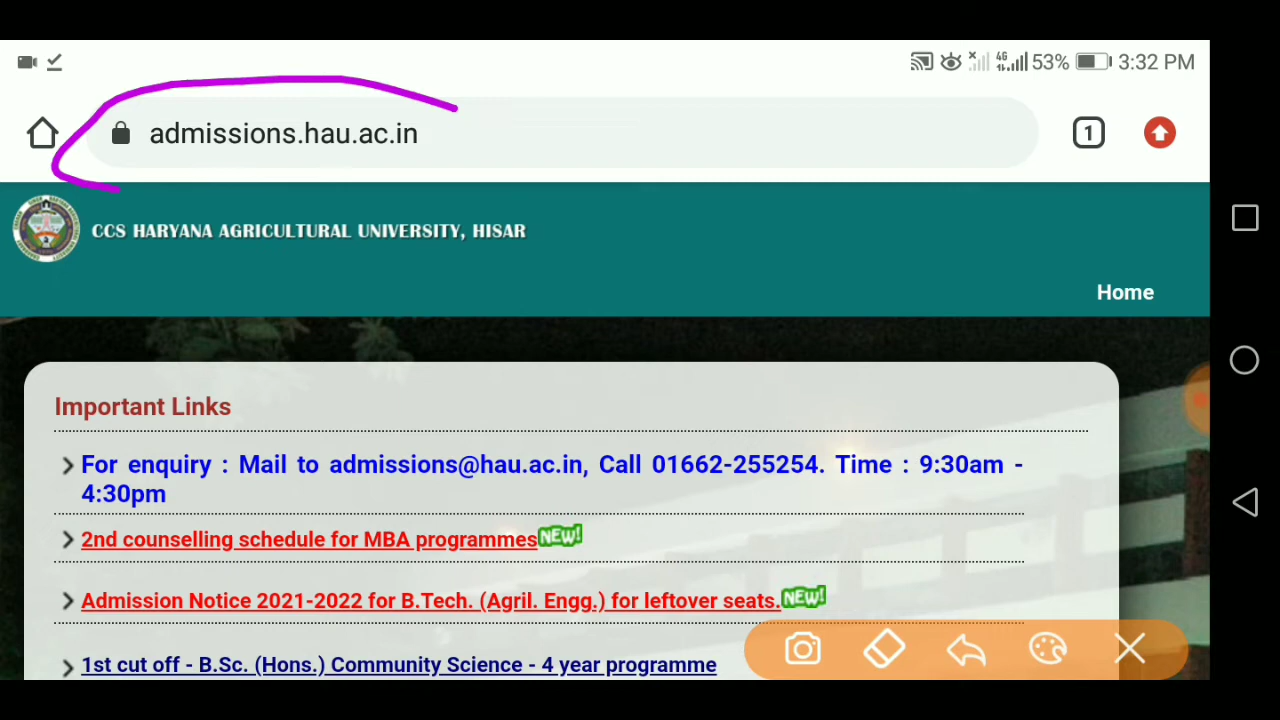 4G 53% 3:32 PM
admissions.hau.ac.in 1
CCS HARYANA AGRICULTURAL UNIVERSITY, HISAR
Home
Important Links
For enquiry : Mail to admissions@hau.ac.in, Call 01662-255254. Time : 9:30am -
4:30pm
2nd counselling schedule for MBA programmes NEW!
Admission Notice 2021-2022 for B.Tech. (Agril. Engg.) for leftover seats. NEW!
1st cut off - B.Sc. (Hons.) Community Science - 4 year programme